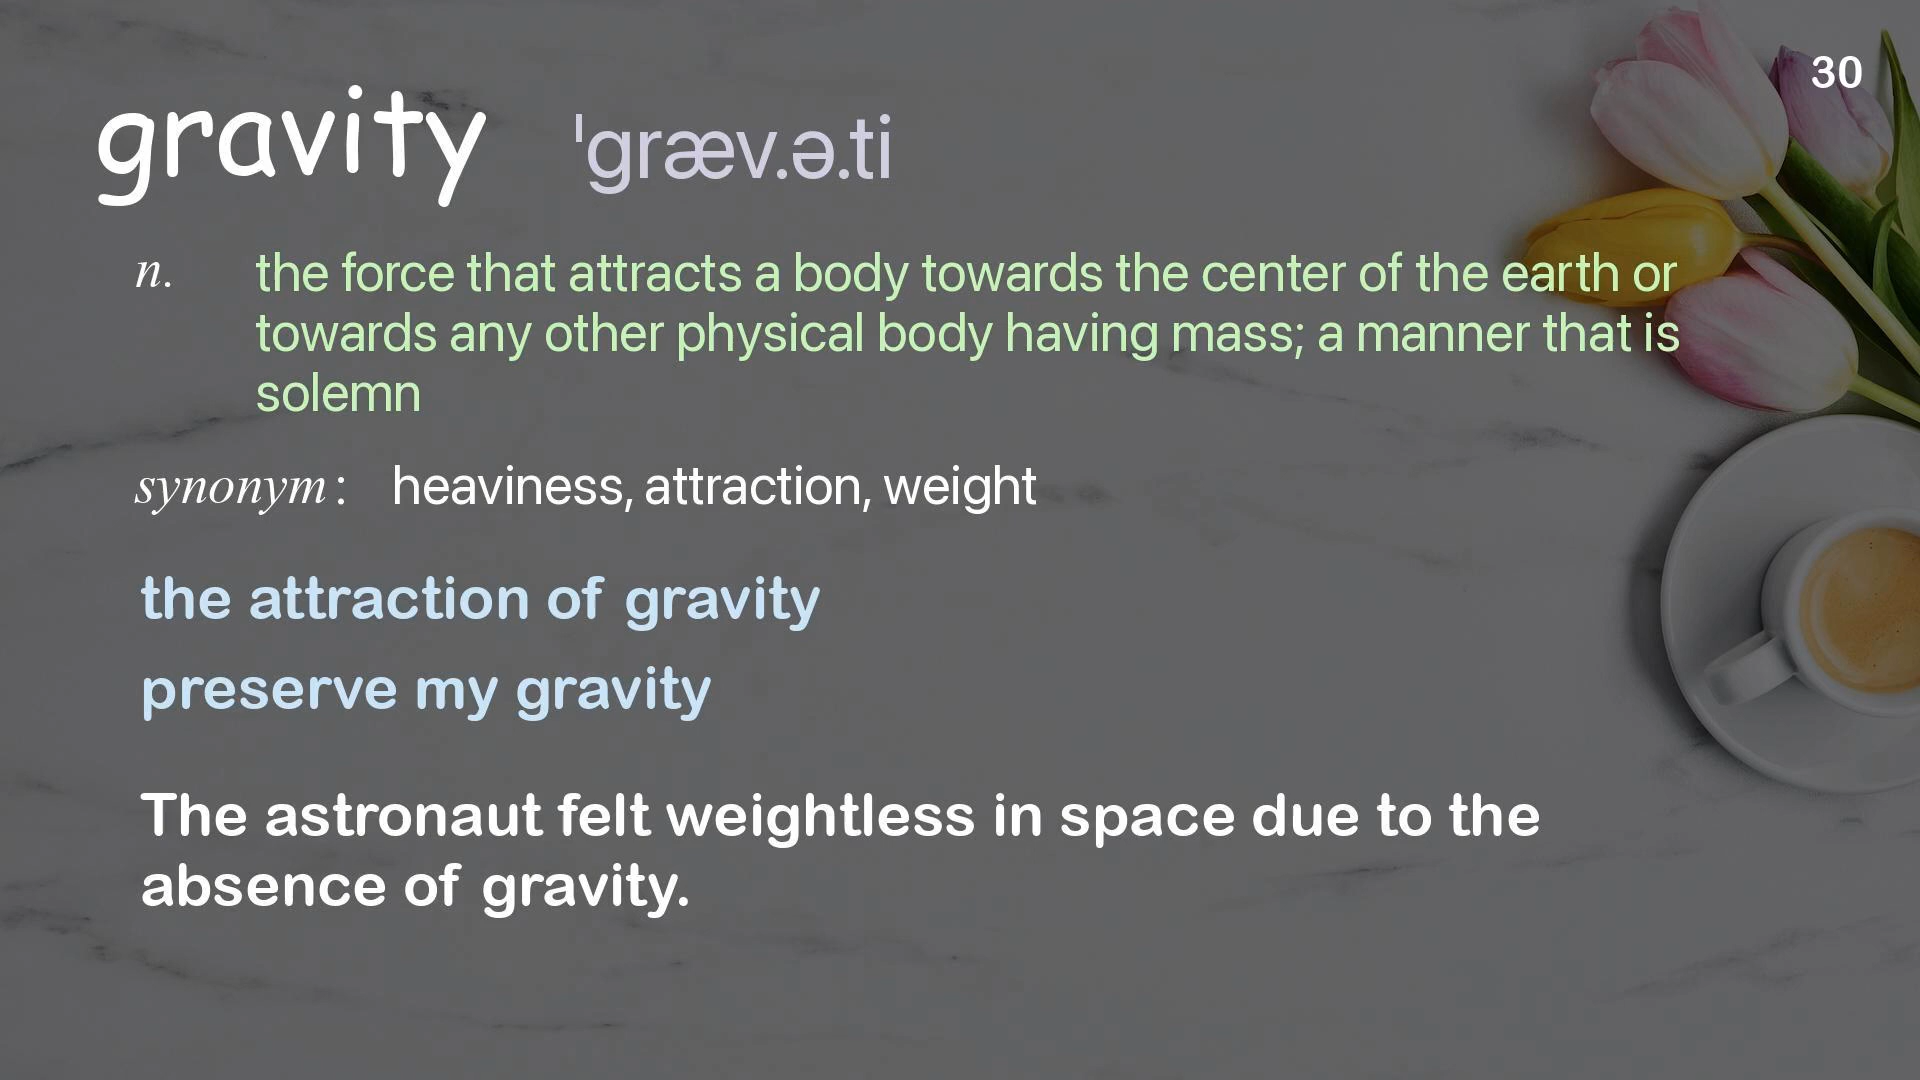 30
gravity ˈɡræv.ə.ti
n. the force that attracts a body towards the center of the earth or
towards any other physical body having mass; a manner that is
solemn
synonym: heaviness, attraction, weight
the attraction of gravity
preserve my gravity
The astronaut felt weightless in space due to the
absence of gravity.